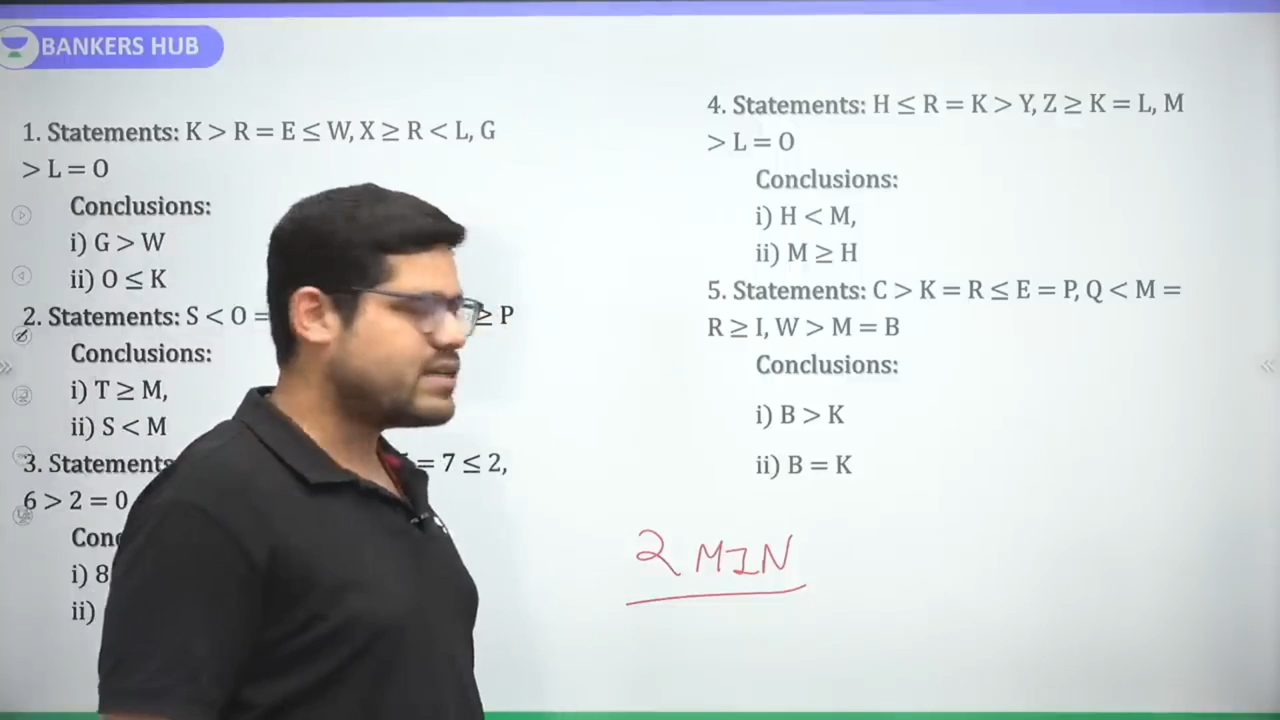 BANKERS HUB
1. Statements: K > R = E ≤ W, X ≥ R < L, G
> L = O
Conclusions:
i) G > W
ii) O ≤ K
2. Statements: S < O =
≥ P
Conclusions:
i) T ≥ M,
ii) S < M
3. Statements
= 7 ≤ 2,
6 > 2 = 0
i) 8
ii)
4. Statements: H ≤ R = K > Y, Z ≥ K = L, M
> L = O
Conclusions:
i) H < M,
ii) M ≥ H
5. Statements: C > K = R ≤ E = P, Q < M =
R ≥ I, W > M = B
Conclusions:
i) B > K
ii) B = K
2 MIN